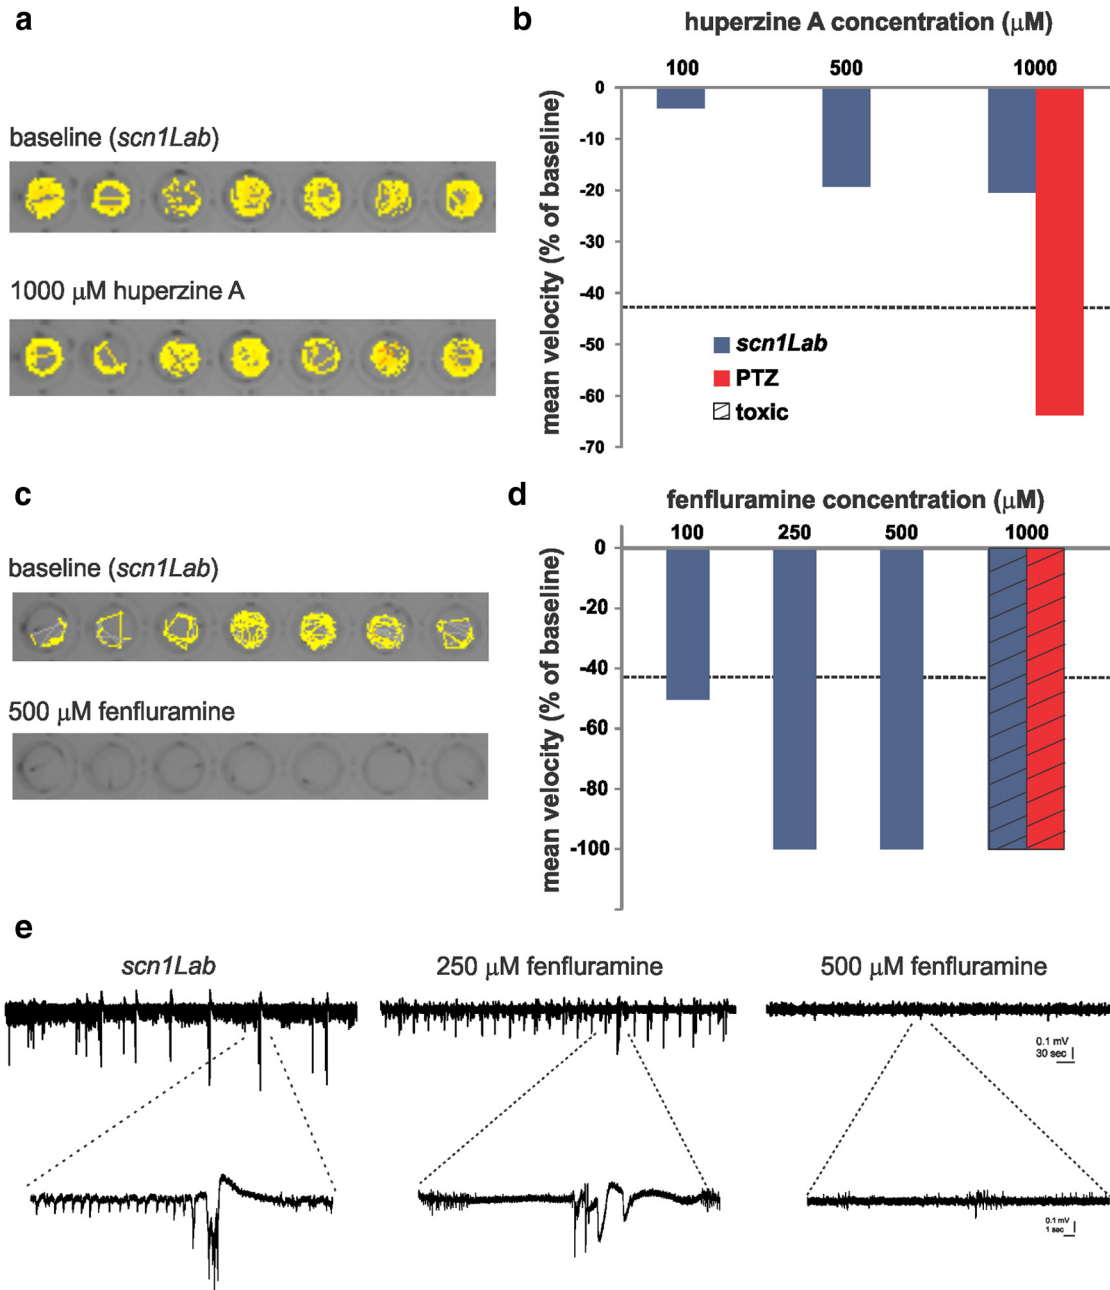 a
baseline (scn1Lab)
1000 μM huperzine A
b
huperzine A concentration (μM)
100 500 1000
mean velocity (% of baseline)
0
-10
-20
-30
-40
-50
-60
-70
scn1Lab
PTZ
toxic
c
baseline (scn1Lab)
500 μM fenfluramine
d
fenfluramine concentration (μM)
100 250 500 1000
mean velocity (% of baseline)
0
-20
-40
-60
-80
-100
e
scn1Lab 250 μM fenfluramine 500 μM fenfluramine
0.1 mV
30 sec
0.1 mV
1 sec